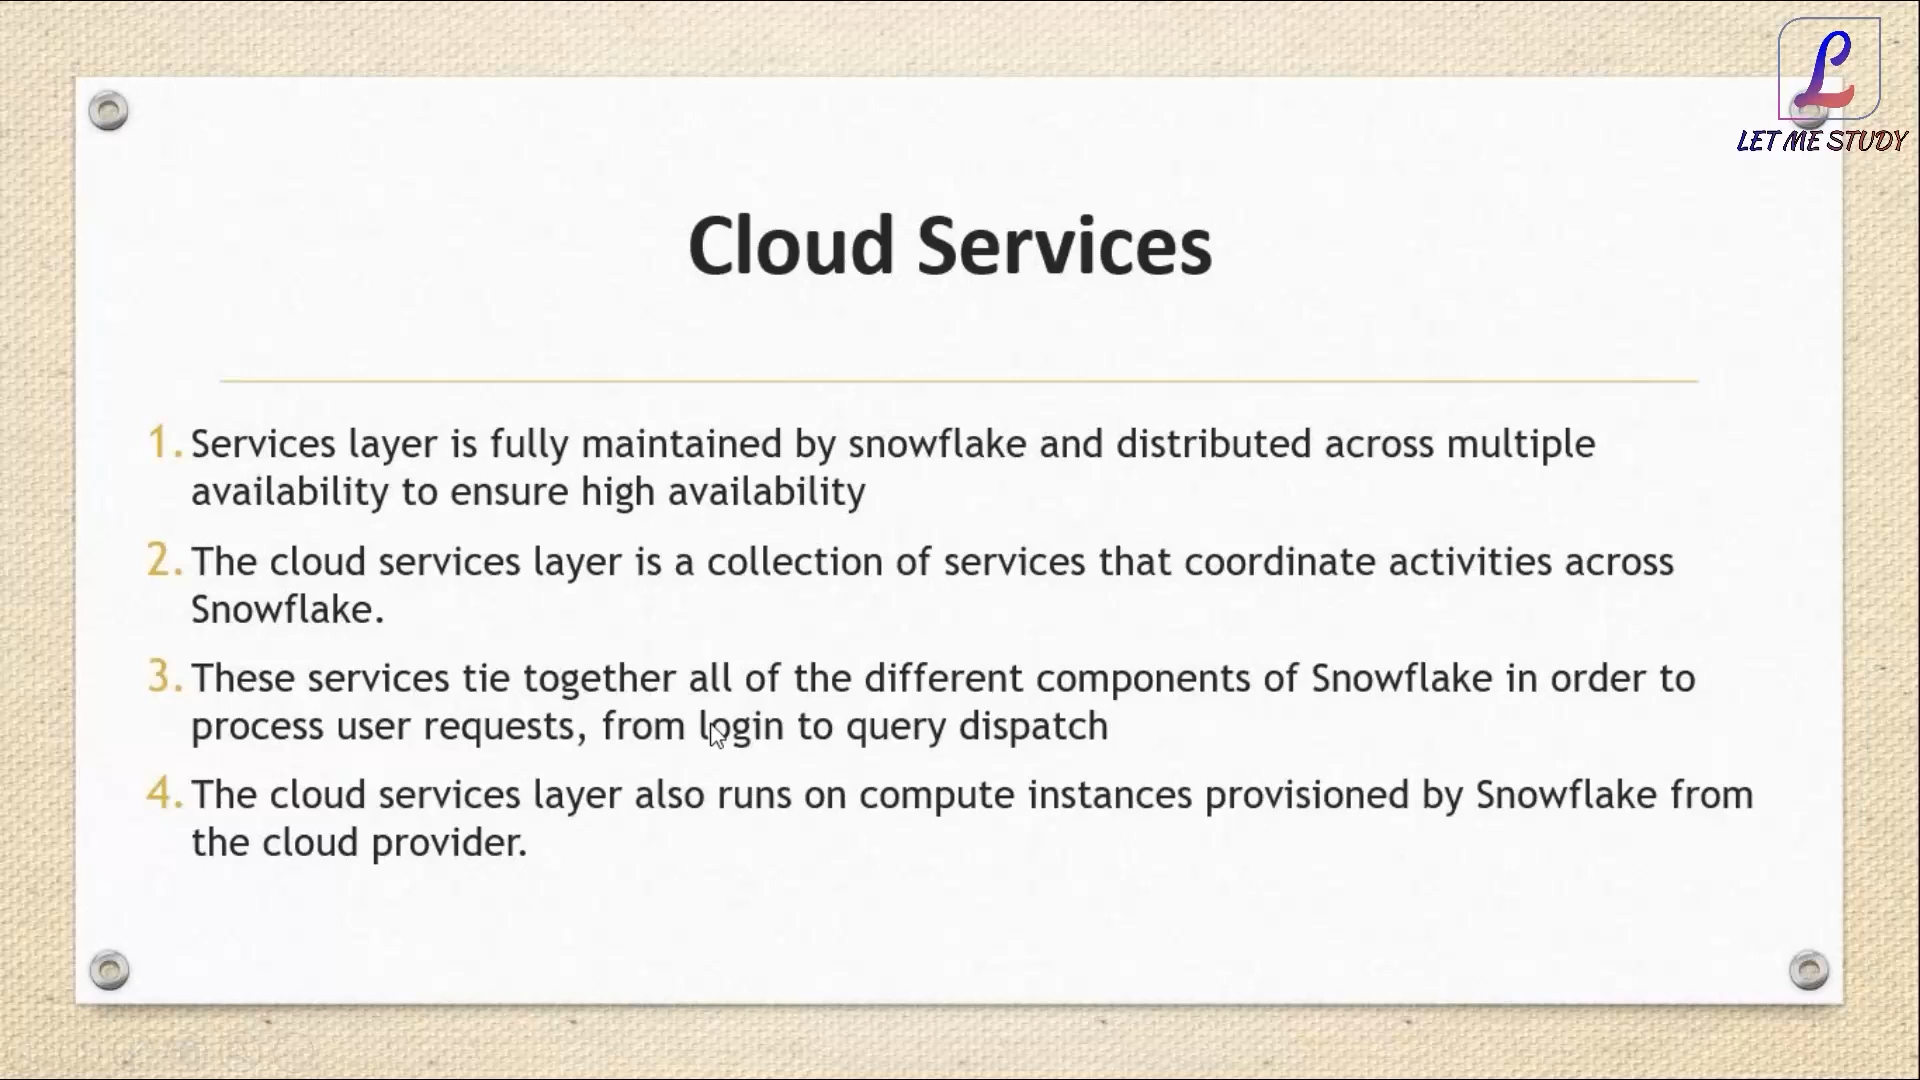 L
LET ME STUDY
Cloud Services
1. Services layer is fully maintained by snowflake and distributed across multiple
availability to ensure high availability
2. The cloud services layer is a collection of services that coordinate activities across
Snowflake.
3. These services tie together all of the different components of Snowflake in order to
process user requests, from login to query dispatch
4. The cloud services layer also runs on compute instances provisioned by Snowflake from
the cloud provider.